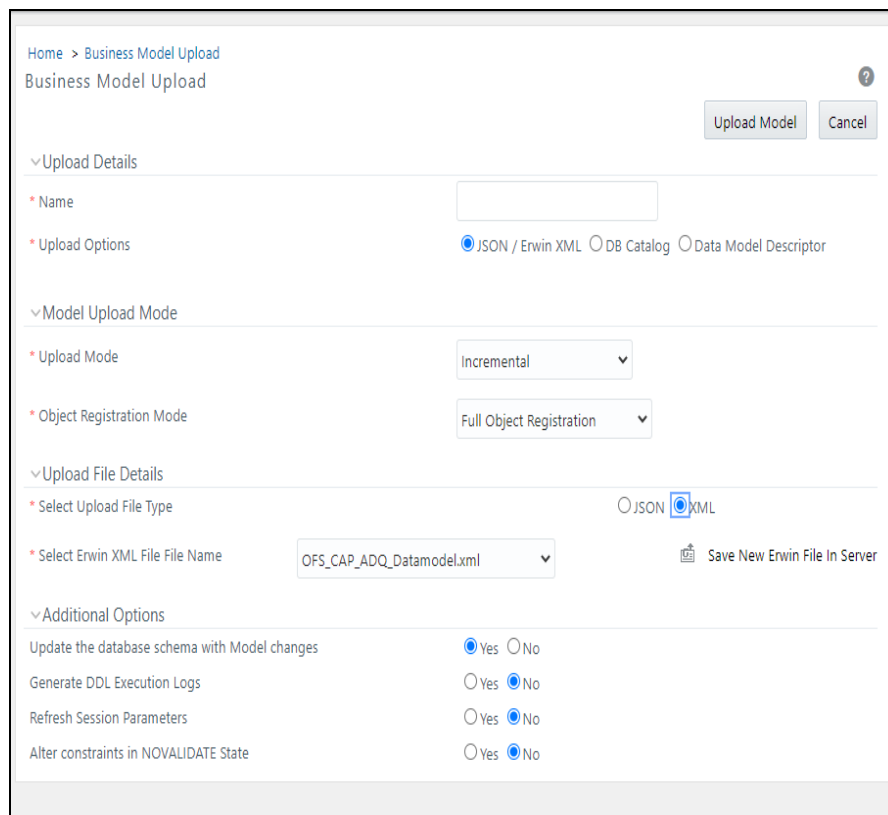 Home > Business Model Upload
Business Model Upload
?
Upload Model Cancel
Upload Details
* Name
* Upload Options JSON / Erwin XML DB Catalog Data Model Descriptor
Model Upload Mode
* Upload Mode Incremental
* Object Registration Mode Full Object Registration
Upload File Details
* Select Upload File Type JSON XML
* Select Erwin XML File File Name OFS_CAP_ADQ_Datamodel.xml Save New Erwin File In Server
Additional Options
Update the database schema with Model changes Yes No
Generate DDL Execution Logs Yes No
Refresh Session Parameters Yes No
Alter constraints in NOVALIDATE State Yes No